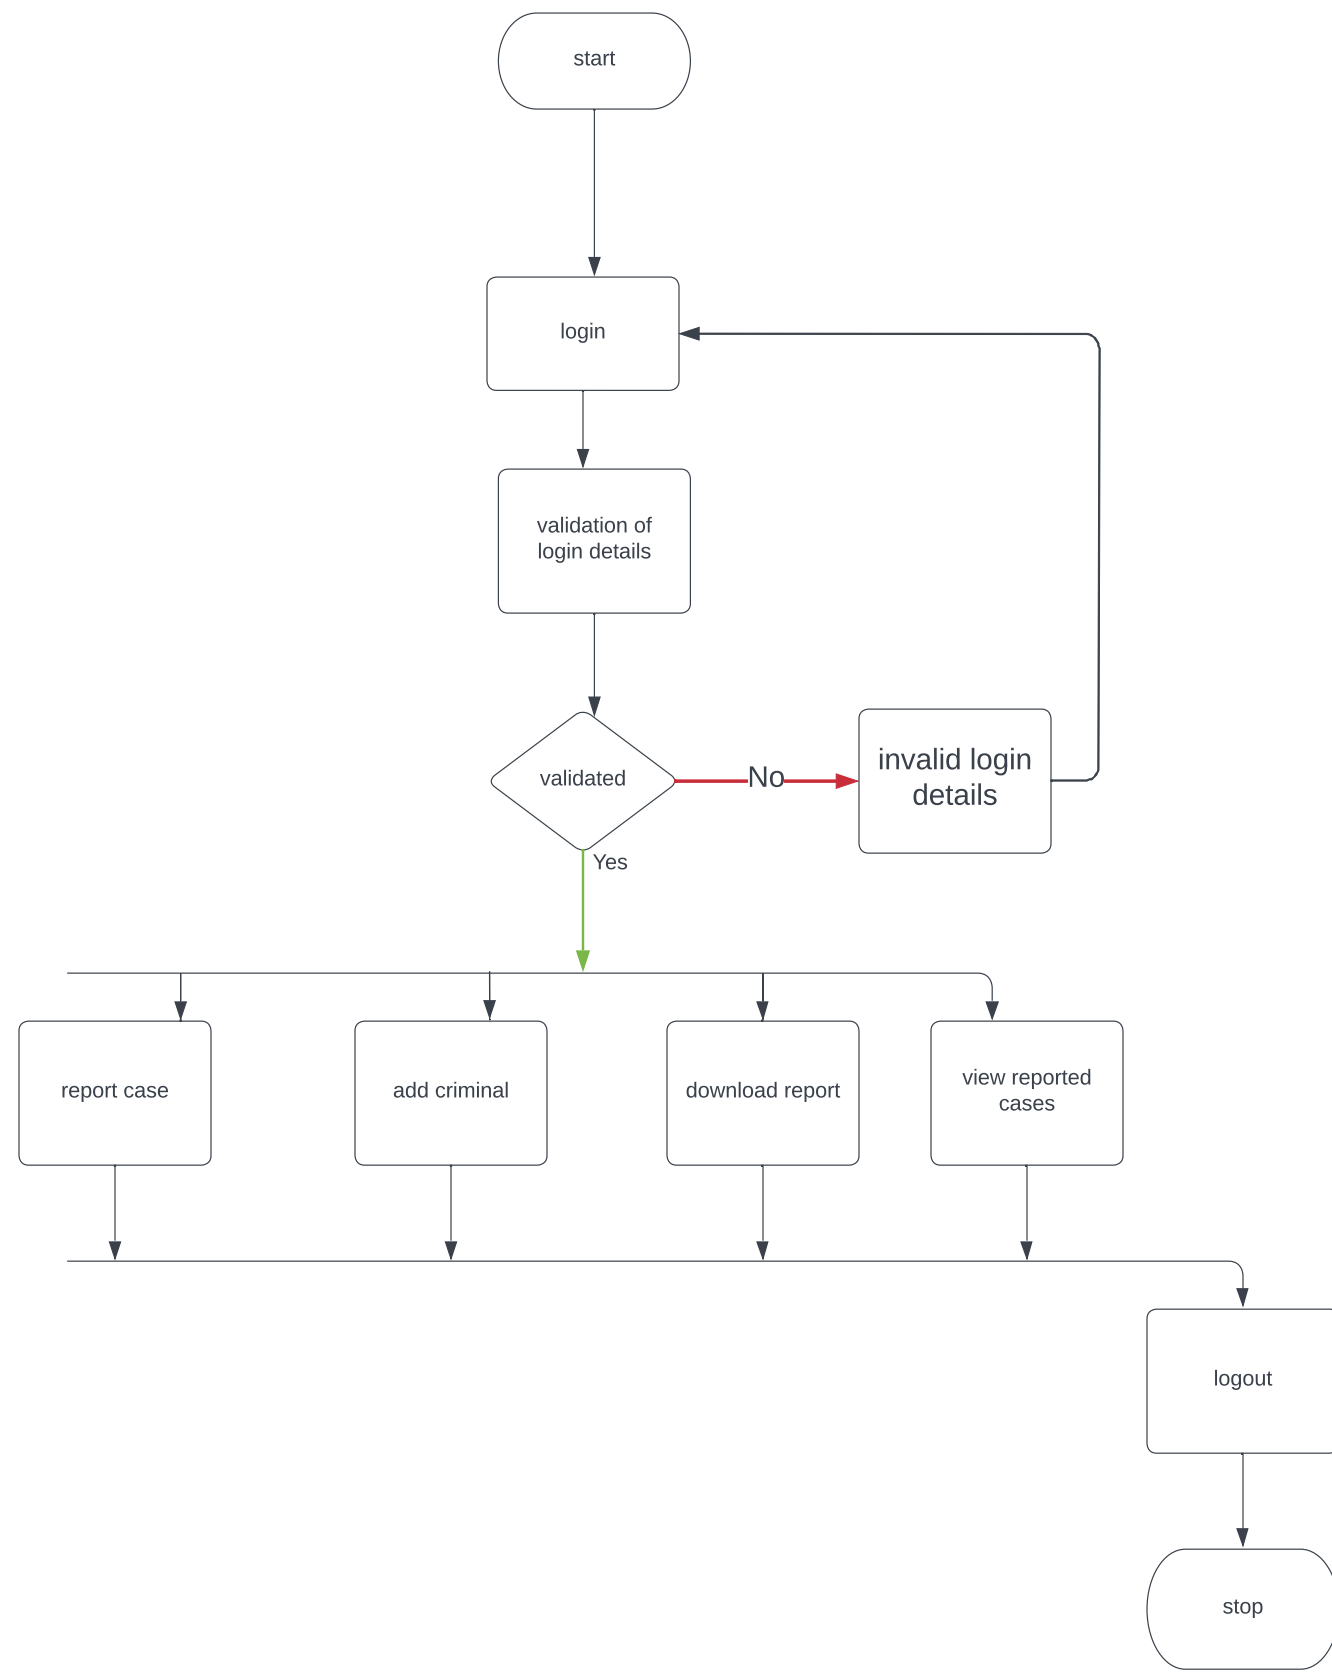 start
login
validation of
login details
validated
No
invalid login
details
Yes
report case
add criminal
download report
view reported
cases
logout
stop